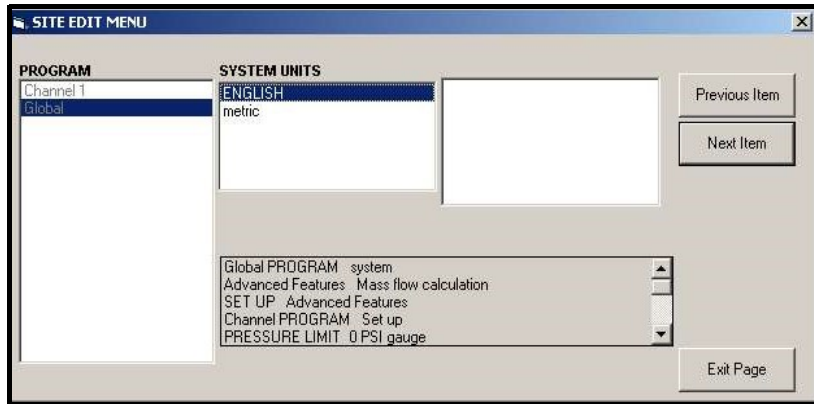 SITE EDIT MENU
PROGRAM
Channel 1
Global
SYSTEM UNITS
ENGLISH
metric
Previous Item
Next Item
Global PROGRAM system
Advanced Features Mass flow calculation
SET UP Advanced Features
Channel PROGRAM Set up
PRESSURE LIMIT 0 PSI gauge
Exit Page